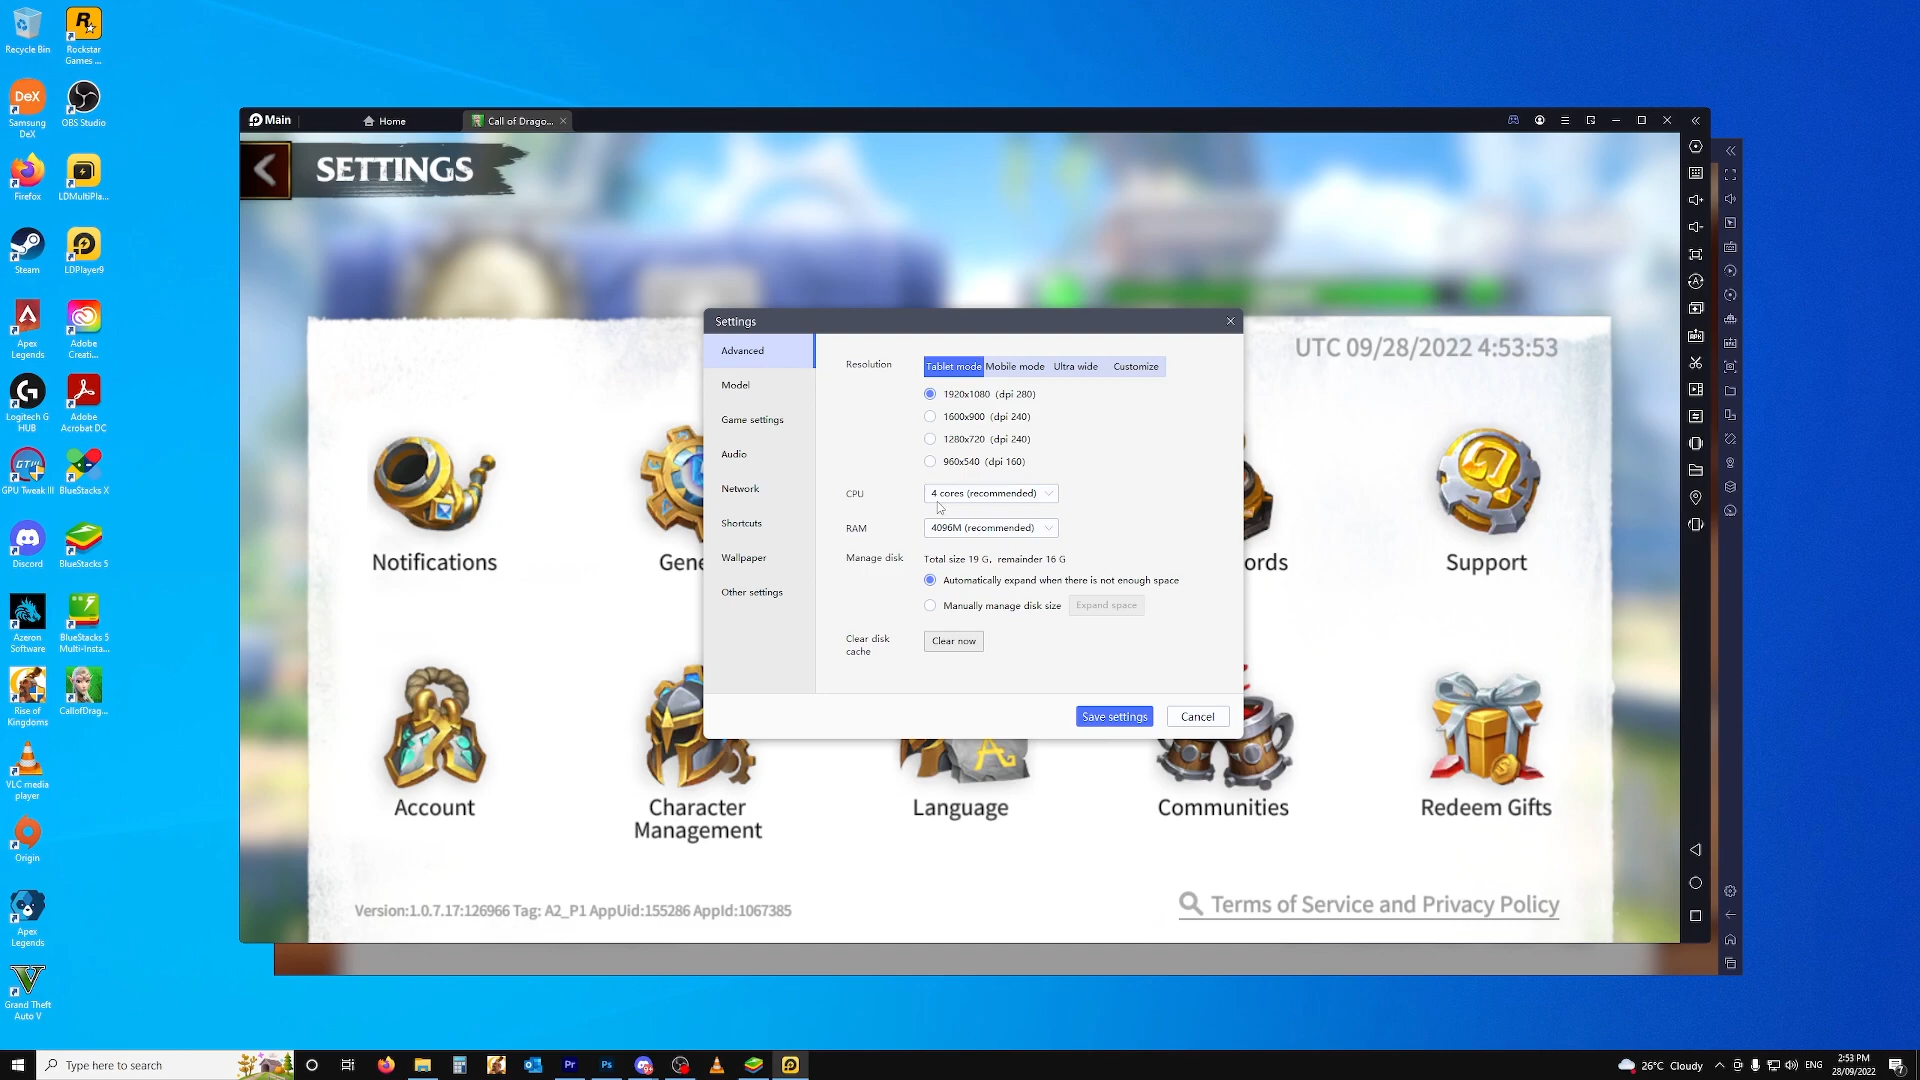 Recycle Bin
Rockstar
Games ...
Samsung
DeX
OBS Studio
Firefox
LDMultiPla...
Steam
LDPlayer9
Apex
Legends
Adobe
Creati...
Logitech G
HUB
Adobe
Acrobat DC
GPU Tweak III
BlueStacks X
Discord
BlueStacks 5
Azeron
Software
BlueStacks 5
Multi-Insta...
Rise of
Kingdoms
CallofDrag...
VLC media
player
Origin
Apex
Legends
Grand Theft
Auto V
Main
Home
Call of Drago...
SETTINGS
UTC 09/28/2022 4:53:53
Notifications
Gene
ords
Support
Account
Character
Management
Language
Communities
Redeem Gifts
Version:1.0.7.17:126966 Tag: A2_P1 AppUid:155286 AppId:1067385
Terms of Service and Privacy Policy
Settings
Advanced
Model
Game settings
Audio
Network
Shortcuts
Wallpaper
Other settings
Resolution
Tablet mode Mobile mode Ultra wide Customize
1920x1080 (dpi 280)
1600x900 (dpi 240)
1280x720 (dpi 240)
960x540 (dpi 160)
CPU
4 cores (recommended)
RAM
4096M (recommended)
Manage disk
Total size 19 G, remainder 16 G
Automatically expand when there is not enough space
Manually manage disk size
Expand space
Clear disk
cache
Clear now
Save settings
Cancel
Type here to search
26°C Cloudy
ENG
2:53 PM
28/09/2022